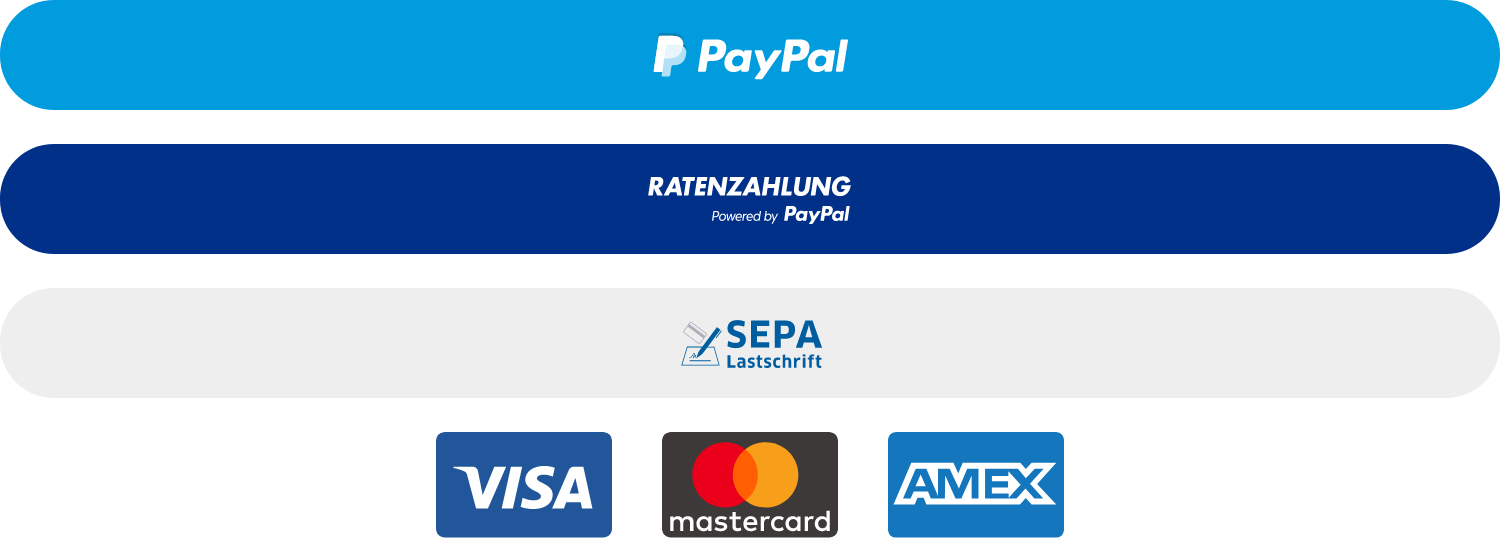 PayPal
RATENZAHLUNG
Powered by PayPal
SEPA
Lastschrift
VISA
mastercard
AMEX